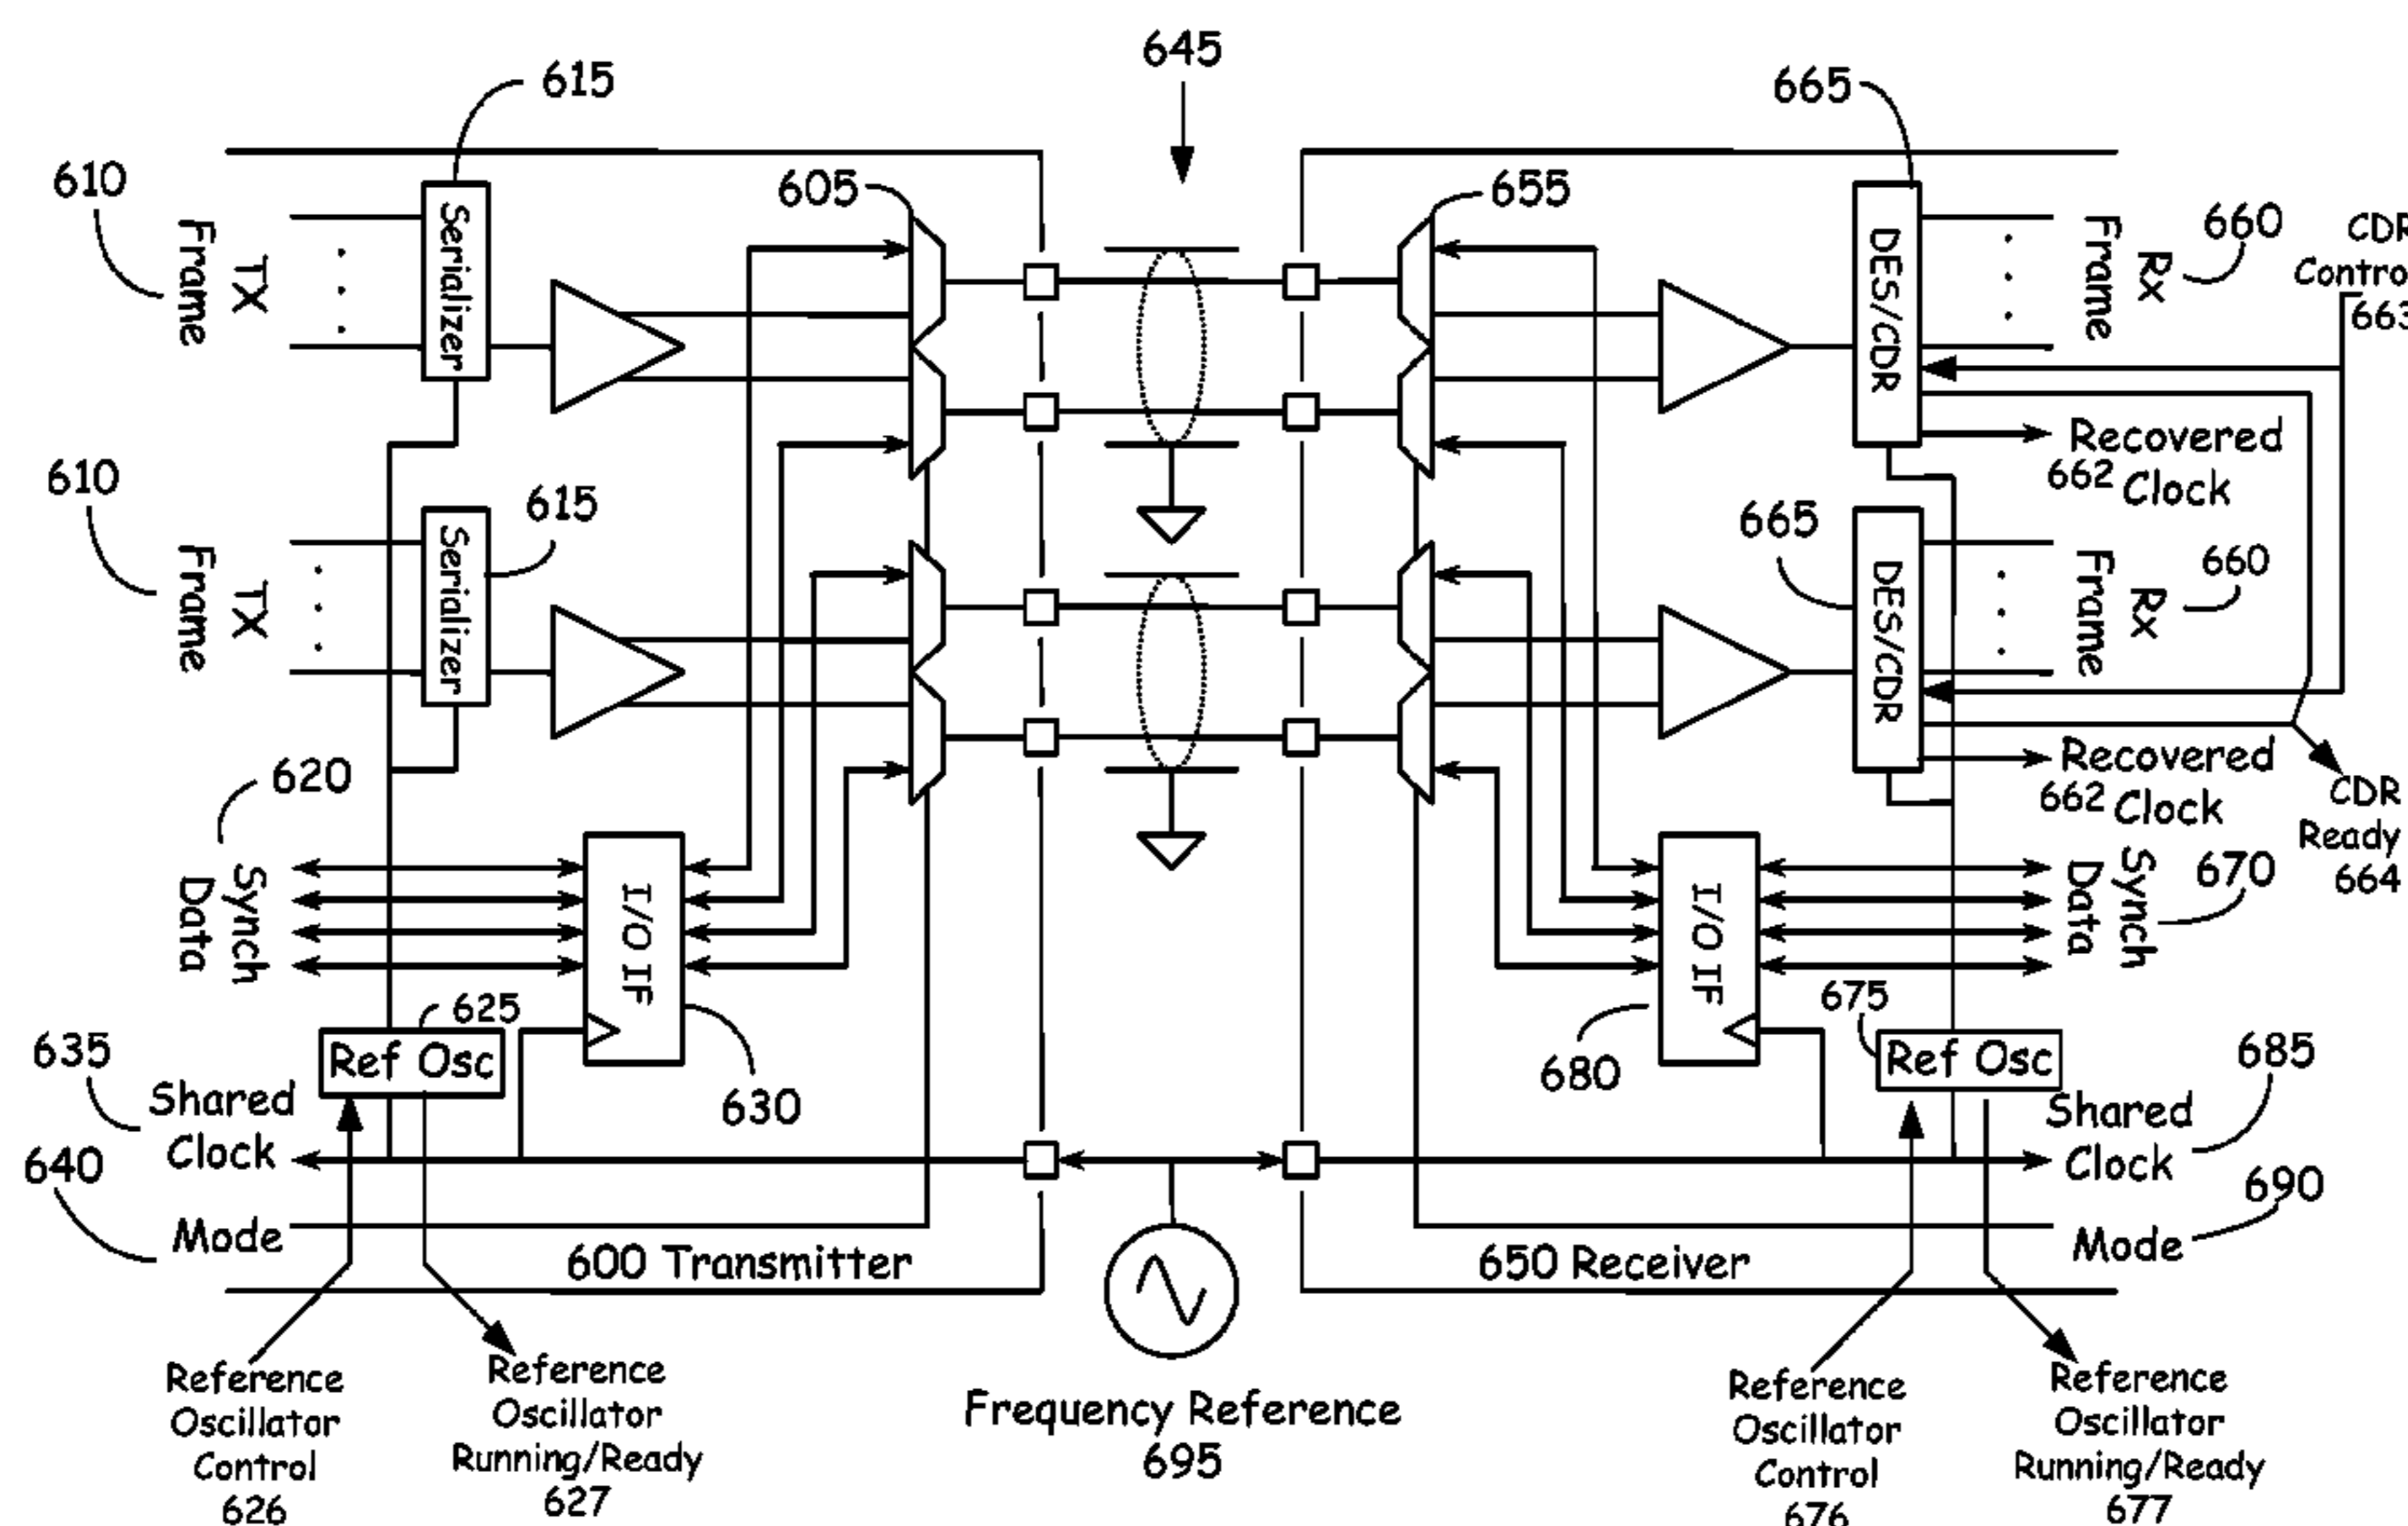 645
615
665
610
605
655
Serializer
TX
Frame
DES/CDR
Rx
Frame
660
CDR
Contro
663
Recovered
662 Clock
610
615
665
Serializer
TX
Frame
DES/CDR
Rx
Frame
660
Recovered
662 Clock
CDR
Ready
664
620
Synch
Data
I/O IF
I/O IF
Synch
Data
670
625
675
635
Ref Osc
630
680
Ref Osc
685
Shared
Clock
Shared
Clock
640
690
Mode
600 Transmitter
650 Receiver
Mode
Reference
Oscillator
Control
626
Reference
Oscillator
Running/Ready
627
Frequency Reference
695
Reference
Oscillator
Control
676
Reference
Oscillator
Running/Ready
677